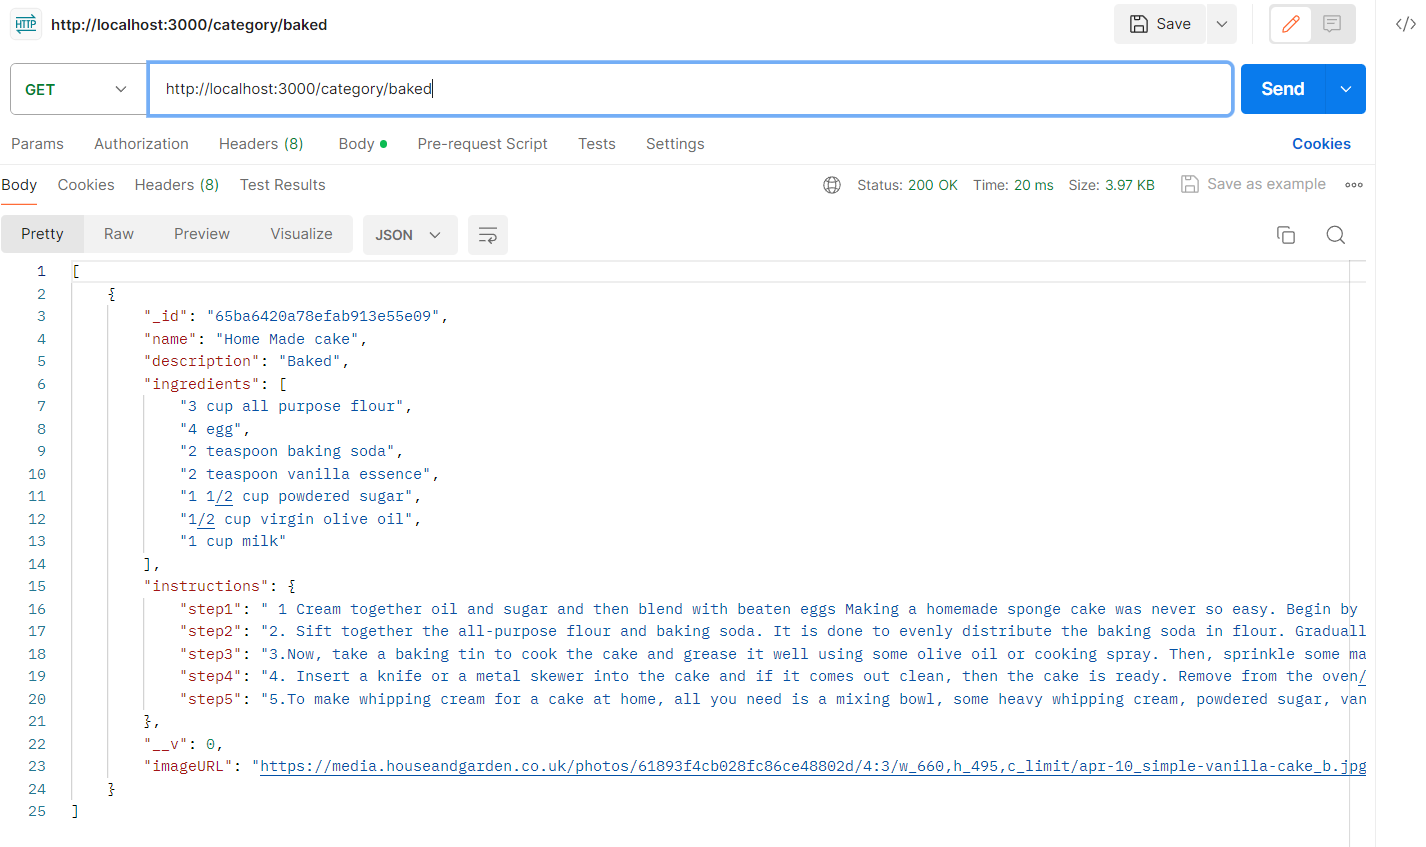 HTTP http://localhost:3000/category/baked Save
GET http://localhost:3000/category/baked Send
Params Authorization Headers (8) Body Pre-request Script Tests Settings Cookies
Body Cookies Headers (8) Test Results Status: 200 OK Time: 20 ms Size: 3.97 KB Save as example
Pretty Raw Preview Visualize JSON
1 [
2 {
3 "_id": "65ba6420a78efab913e55e09",
4 "name": "Home Made cake",
5 "description": "Baked",
6 "ingredients": [
7 "3 cup all purpose flour",
8 "4 egg",
9 "2 teaspoon baking soda",
10 "2 teaspoon vanilla essence",
11 "1 1/2 cup powdered sugar",
12 "1/2 cup virgin olive oil",
13 "1 cup milk"
14 ],
15 "instructions": {
16 "step1": " 1 Cream together oil and sugar and then blend with beaten eggs Making a homemade sponge cake was never so easy. Begin by
17 "step2": "2. Sift together the all-purpose flour and baking soda. It is done to evenly distribute the baking soda in flour. Graduall
18 "step3": "3.Now, take a baking tin to cook the cake and grease it well using some olive oil or cooking spray. Then, sprinkle some ma
19 "step4": "4. Insert a knife or a metal skewer into the cake and if it comes out clean, then the cake is ready. Remove from the oven/
20 "step5": "5.To make whipping cream for a cake at home, all you need is a mixing bowl, some heavy whipping cream, powdered sugar, van
21 },
22 "__v": 0,
23 "imageURL": "https://media.houseandgarden.co.uk/photos/61893f4cb028fc86ce48802d/4:3/w_660,h_495,c_limit/apr-10_simple-vanilla-cake_b.jpg
24 }
25 ]